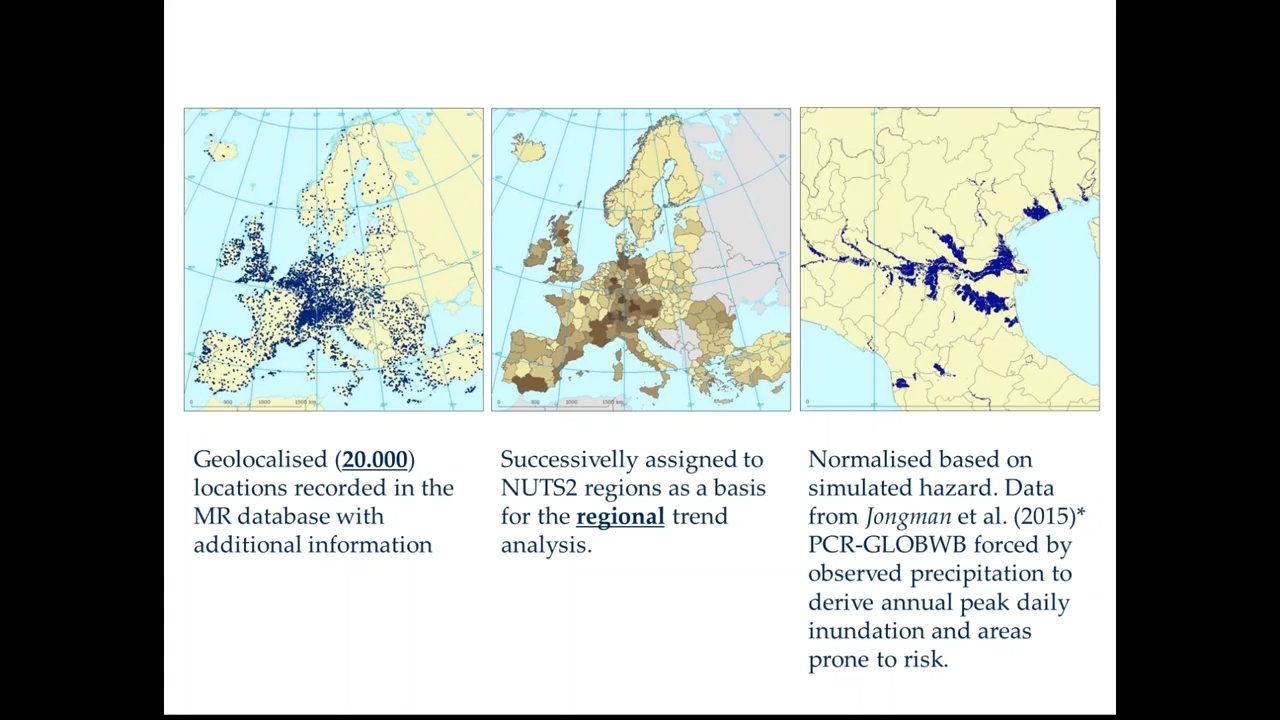 Geolocalised (20.000)
locations recorded in the
MR database with
additional information
Successivelly assigned to
NUTS2 regions as a basis
for the regional trend
analysis.
Normalised based on
simulated hazard. Data
from Jongman et al. (2015)*
PCR-GLOBWB forced by
observed precipitation to
derive annual peak daily
inundation and areas
prone to risk.